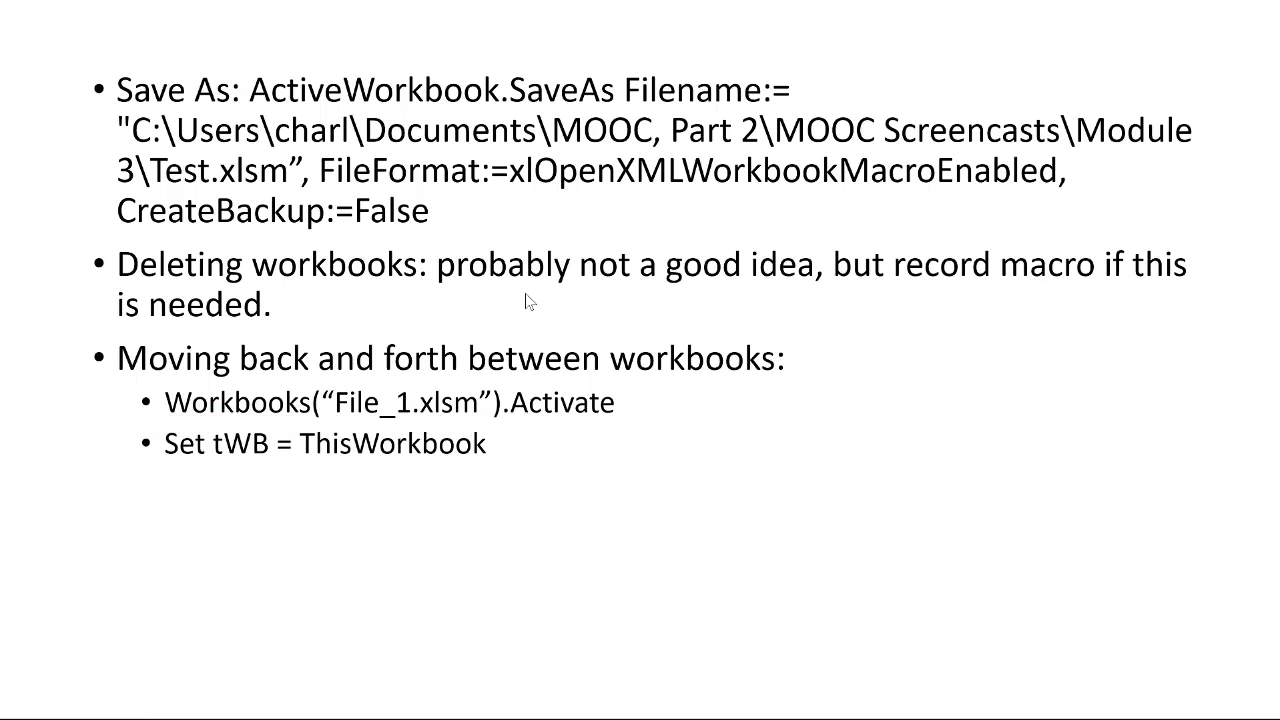 • Save As: ActiveWorkbook.SaveAs Filename:=
"C:\Users\charl\Documents\MOOC, Part 2\MOOC Screencasts\Module
3\Test.xlsm”, FileFormat:=xlOpenXMLWorkbookMacroEnabled,
CreateBackup:=False
• Deleting workbooks: probably not a good idea, but record macro if this
is needed.
• Moving back and forth between workbooks:
• Workbooks(“File_1.xlsm”).Activate
• Set tWB = ThisWorkbook